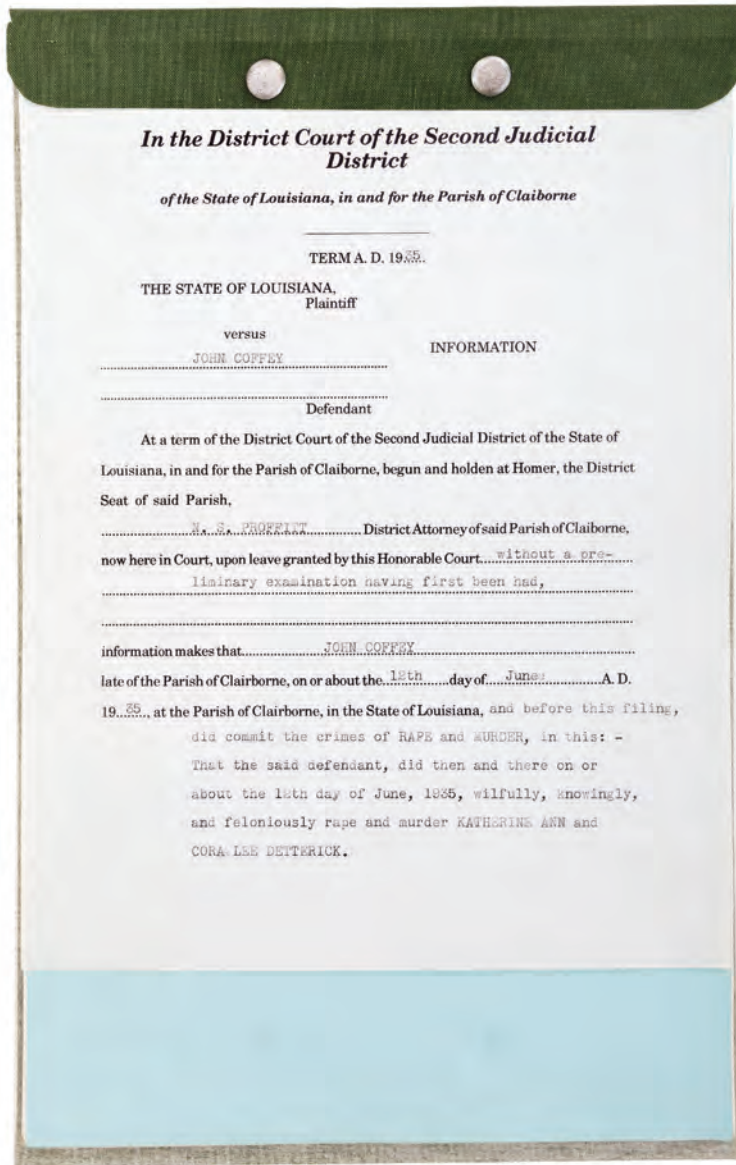 In the District Court of the Second Judicial
District
of the State of Louisiana, in and for the Parish of Claiborne
TERM A. D. 1935.
THE STATE OF LOUISIANA,
Plaintiff
versus
JOHN COFFEY
INFORMATION
Defendant
At a term of the District Court of the Second Judicial District of the State of
Louisiana, in and for the Parish of Claiborne, begun and holden at Homer, the District
Seat of said Parish,
N. S. PROFFITT District Attorney of said Parish of Claiborne,
now here in Court, upon leave granted by this Honorable Court without a pre-
liminary examination having first been had,
information makes that JOHN COFFEY
late of the Parish of Clairborne, on or about the 12th day of June A. D.
19 35, at the Parish of Clairborne, in the State of Louisiana, and before this filing,
did commit the crimes of RAPE and MURDER, in this: -
That the said defendant, did then and there on or
about the 12th day of June, 1935, wilfully, knowingly,
and feloniously rape and murder KATHERINE ANN and
CORA LEE DETTERICK.